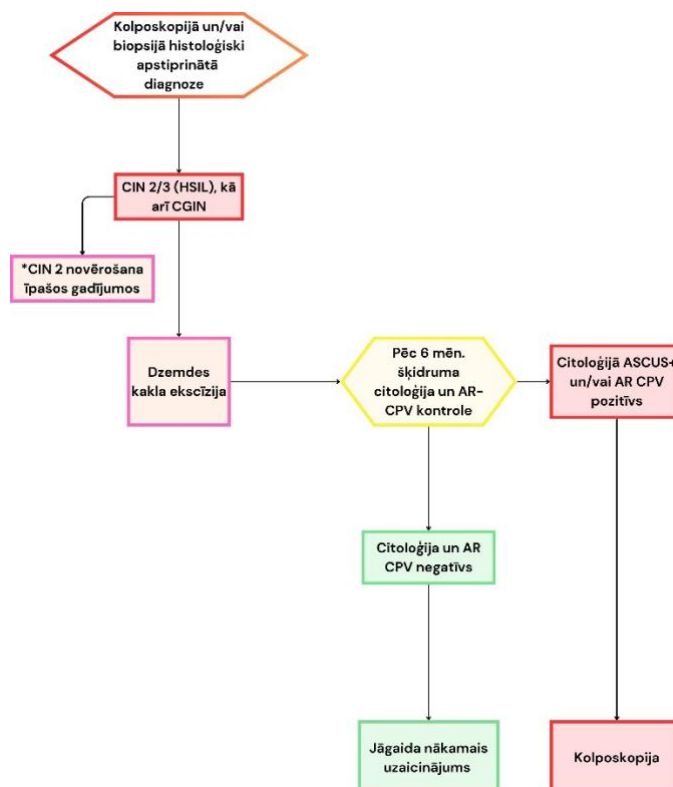 Kolposkopijā un/vai
biopsijā histoloģiski
apstiprinātā
diagnoze
CIN 2/3 (HSIL), kā
arī CGIN
*CIN 2 novērošana
īpašos gadījumos
Dzemdes
kakla ekscīzija
Pēc 6 mēn.
šķidruma
citoloģija un AR-
CPV kontrole
Citoloģijā ASCUS+
un/vai AR CPV
pozitīvs
Citoloģija un AR
CPV negatīvs
Jāgaida nākamais
uzaicinājums
Kolposkopija